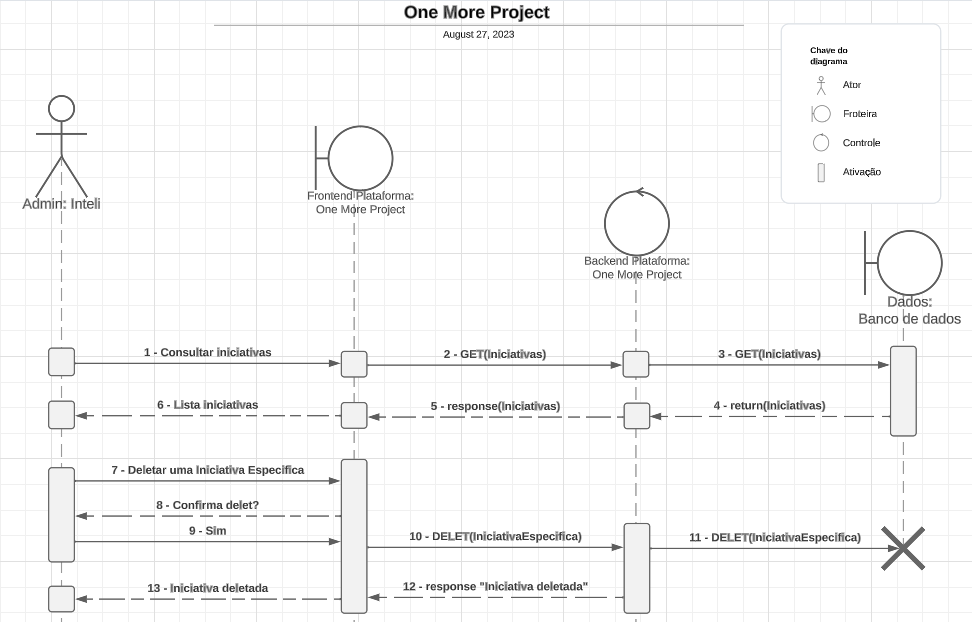 One More Project
August 27, 2023
Chave do
diagrama
Ator
Froteira
Controle
Ativação
Admin: Inteli
Frontend Plataforma:
One More Project
Backend Plataforma:
One More Project
Dados:
Banco de dados
1 - Consultar iniciativas
2 - GET(Iniciativas)
3 - GET(Iniciativas)
6 - Lista iniciativas
5 - response(Iniciativas)
4 - return(Iniciativas)
7 - Deletar uma Iniciativa Especifica
8 - Confirma delet?
9 - Sim
10 - DELET(IniciativaEspecifica)
11 - DELET(IniciativaEspecifica)
12 - response "Iniciativa deletada"
13 - Iniciativa deletada